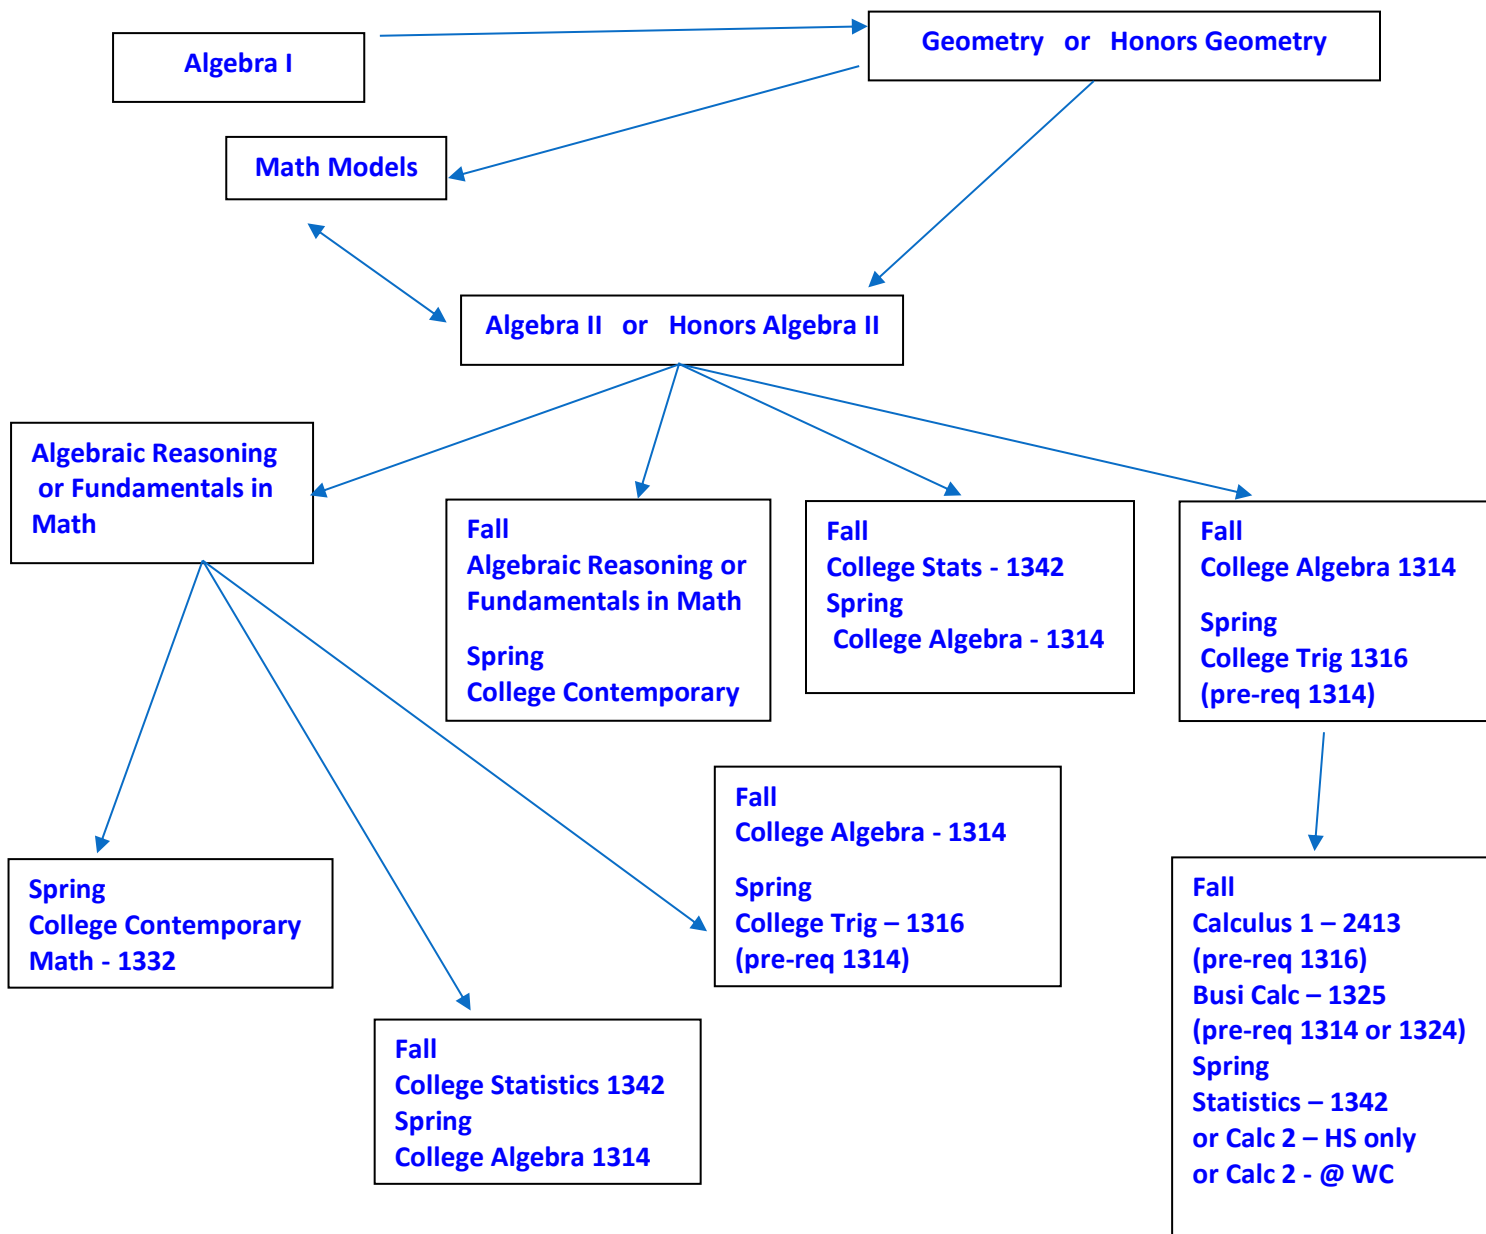 Algebra I
Geometry or Honors Geometry
Math Models
Algebra II or Honors Algebra II
Algebraic Reasoning
or Fundamentals in
Math
Fall
Algebraic Reasoning or
Fundamentals in Math
Spring
College Contemporary
Fall
College Stats - 1342
Spring
College Algebra - 1314
Fall
College Algebra 1314
Spring
College Trig 1316
(pre-req 1314)
Spring
College Contemporary
Math - 1332
Fall
College Statistics 1342
Spring
College Algebra 1314
Fall
College Algebra - 1314
Spring
College Trig – 1316
(pre-req 1314)
Fall
Calculus 1 – 2413
(pre-req 1316)
Busi Calc – 1325
(pre-req 1314 or 1324)
Spring
Statistics – 1342
or Calc 2 – HS only
or Calc 2 - @ WC